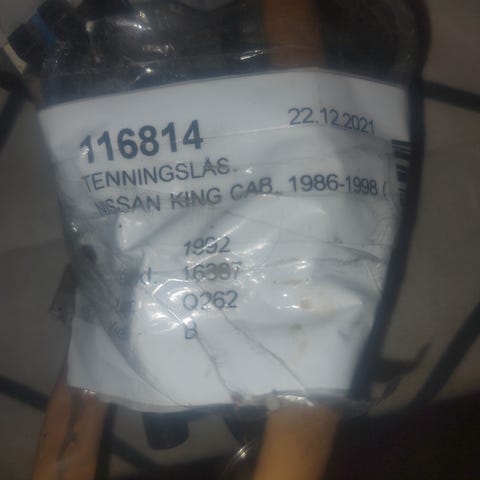 116814 22.12.2021
TENNINGSLÅS
NISSAN KING CAB 1986-1998 (
1992
16387
Q262
B